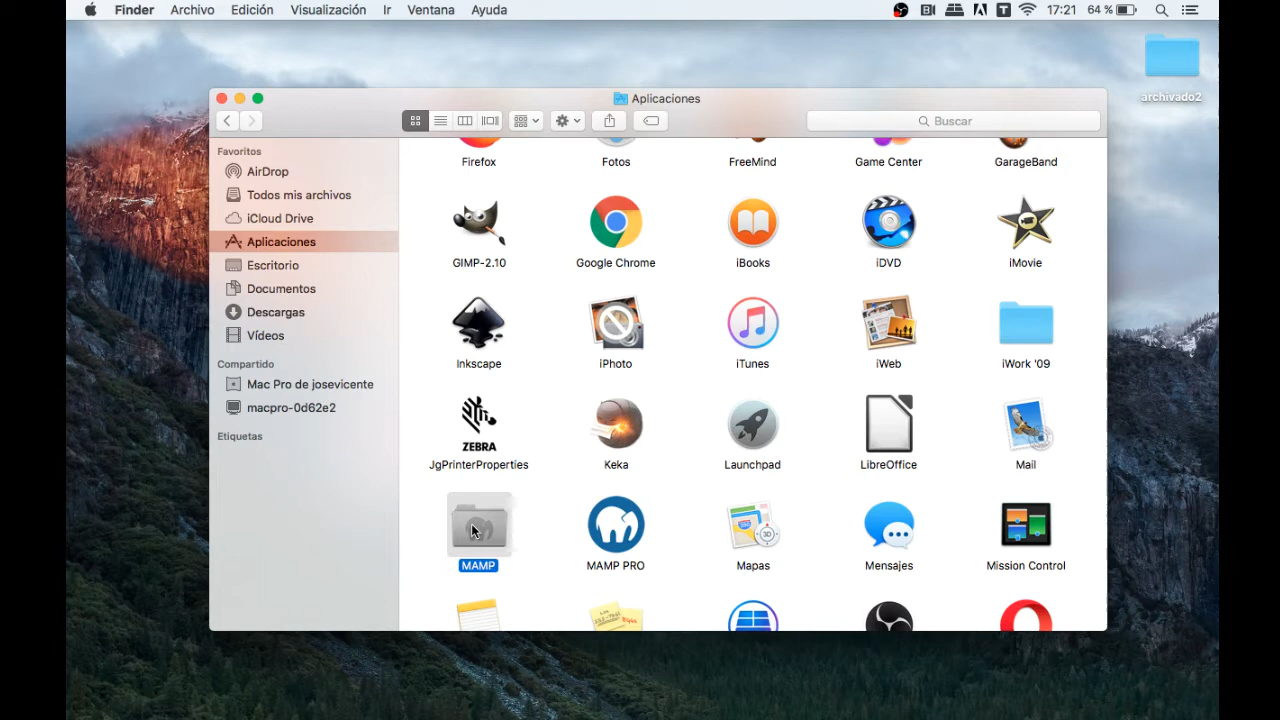 Finder Archivo Edición Visualización Ir Ventana Ayuda 17:21 64 %
archivado2
Aplicaciones
Buscar
Favoritos
AirDrop
Todos mis archivos
iCloud Drive
Aplicaciones
Escritorio
Documentos
Descargas
Vídeos
Compartido
Mac Pro de josevicente
macpro-0d62e2
Etiquetas
Firefox Fotos FreeMind Game Center GarageBand
GIMP-2.10 Google Chrome iBooks iDVD iMovie
Inkscape iPhoto iTunes iWeb iWork '09
ZEBRA
JgPrinterProperties Keka Launchpad LibreOffice Mail
3D
MAMP MAMP PRO Mapas Mensajes Mission Control